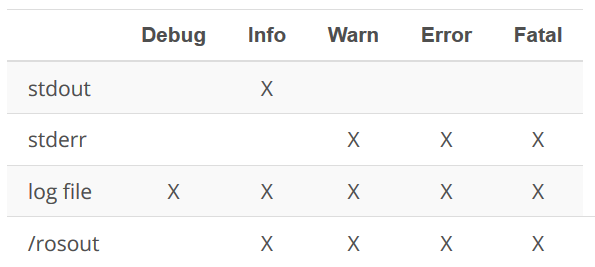 Debug Info Warn Error Fatal
stdout X
stderr X X X
log file X X X X X
/rosout X X X X